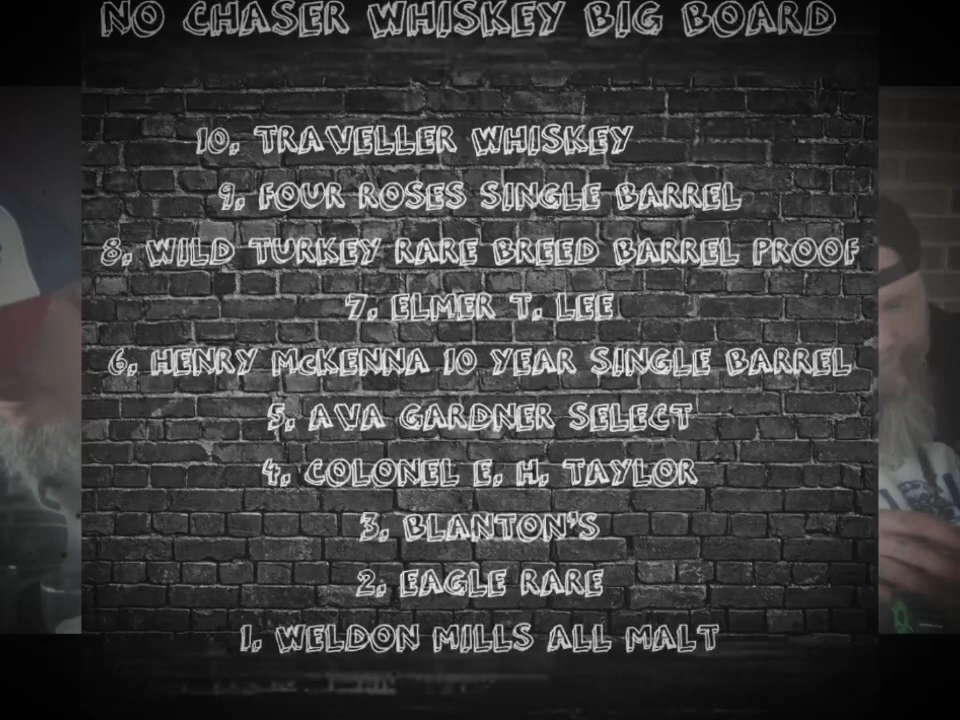 NO CHASER WHISKEY BIG BOARD
10. TRAVELLER WHISKEY
9. FOUR ROSES SINGLE BARREL
8. WILD TURKEY RARE BREED BARREL PROOF
7. ELMER T. LEE
6. HENRY McKENNA 10 YEAR SINGLE BARREL
5. AVA GARDNER SELECT
4. COLONEL E. H. TAYLOR
3. BLANTON'S
2. EAGLE RARE
1. WELDON MILLS ALL MALT